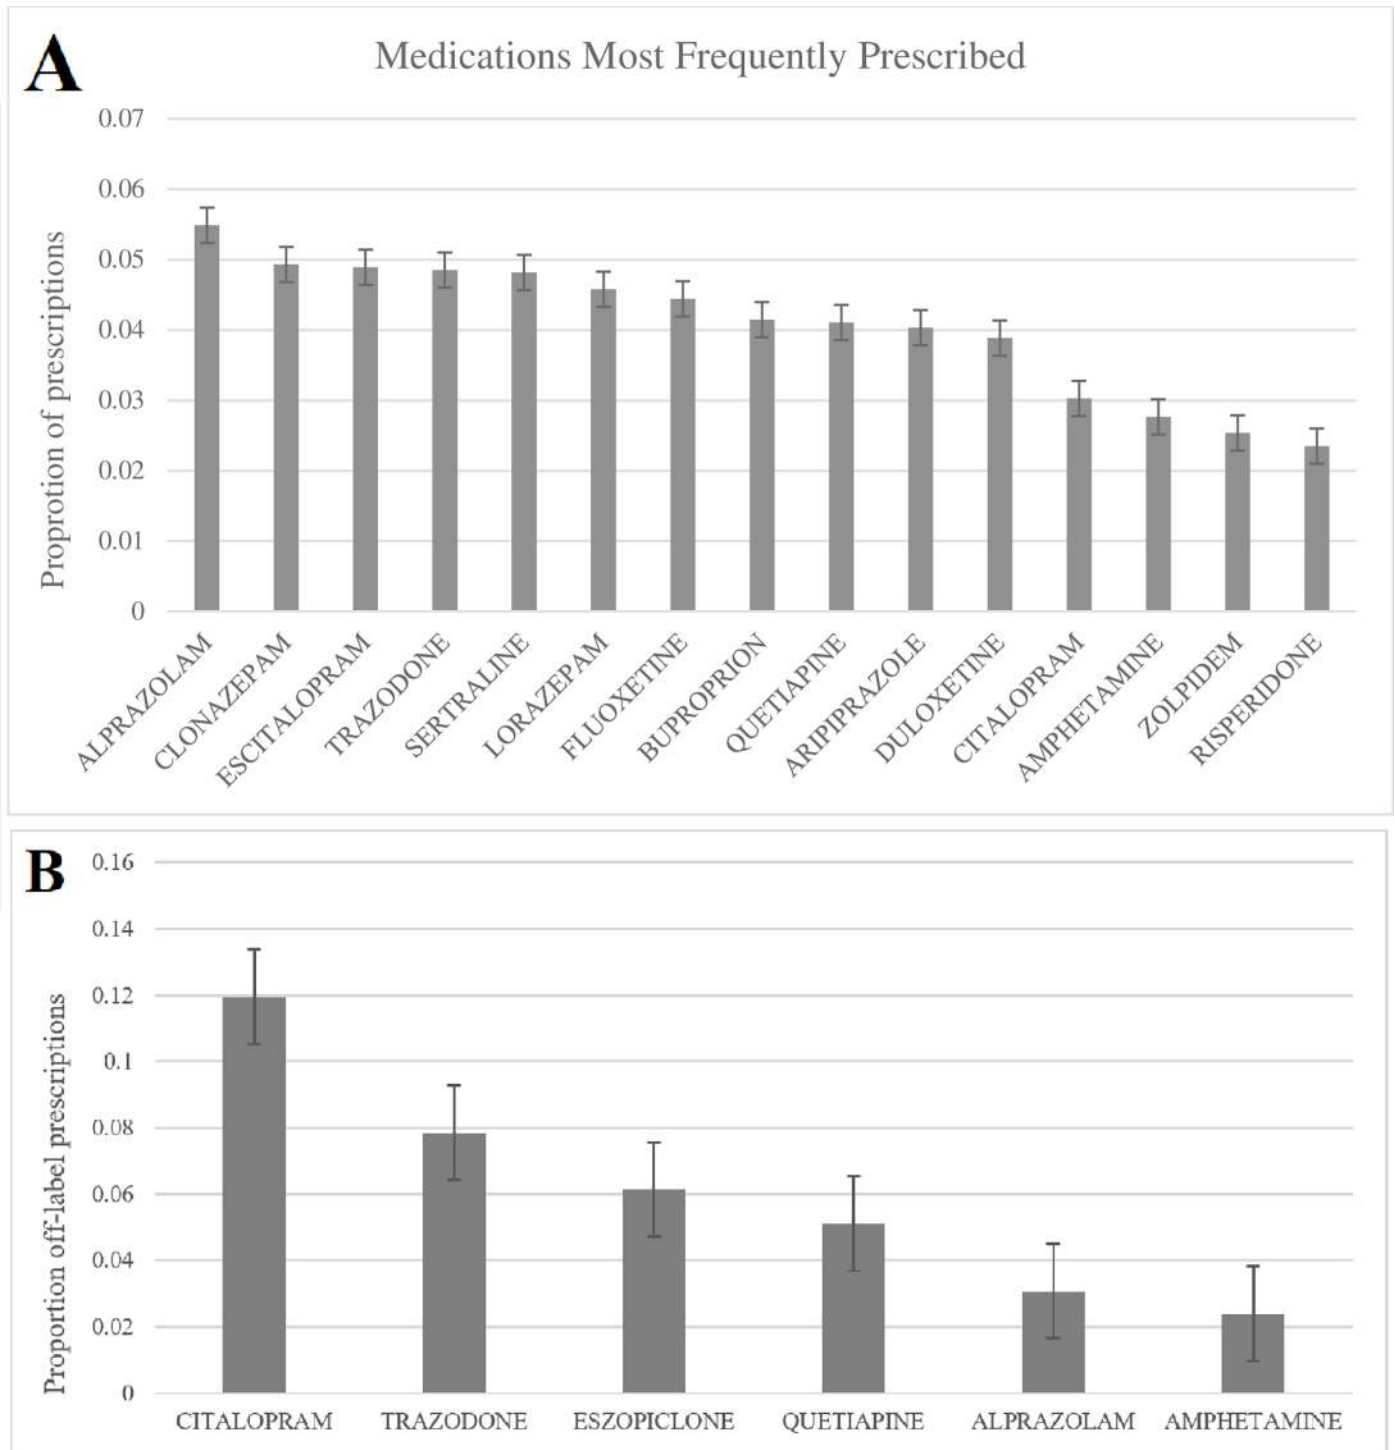 A
Medications Most Frequently Prescribed
Proprotion of prescriptions
0.07
0.06
0.05
0.04
0.03
0.02
0.01
0
ALPRAZOLAM
CLONAZEPAM
ESCITALOPRAM
TRAZODONE
SERTRALINE
LORAZEPAM
FLUOXETINE
BUPROPRION
QUETIAPINE
ARIPIPRAZOLE
DULOXETINE
CITALOPRAM
AMPHETAMINE
ZOLPIDEM
RISPERIDONE
B
Proportion off-label prescriptions
0.16
0.14
0.12
0.1
0.08
0.06
0.04
0.02
0
CITALOPRAM
TRAZODONE
ESZOPICLONE
QUETIAPINE
ALPRAZOLAM
AMPHETAMINE